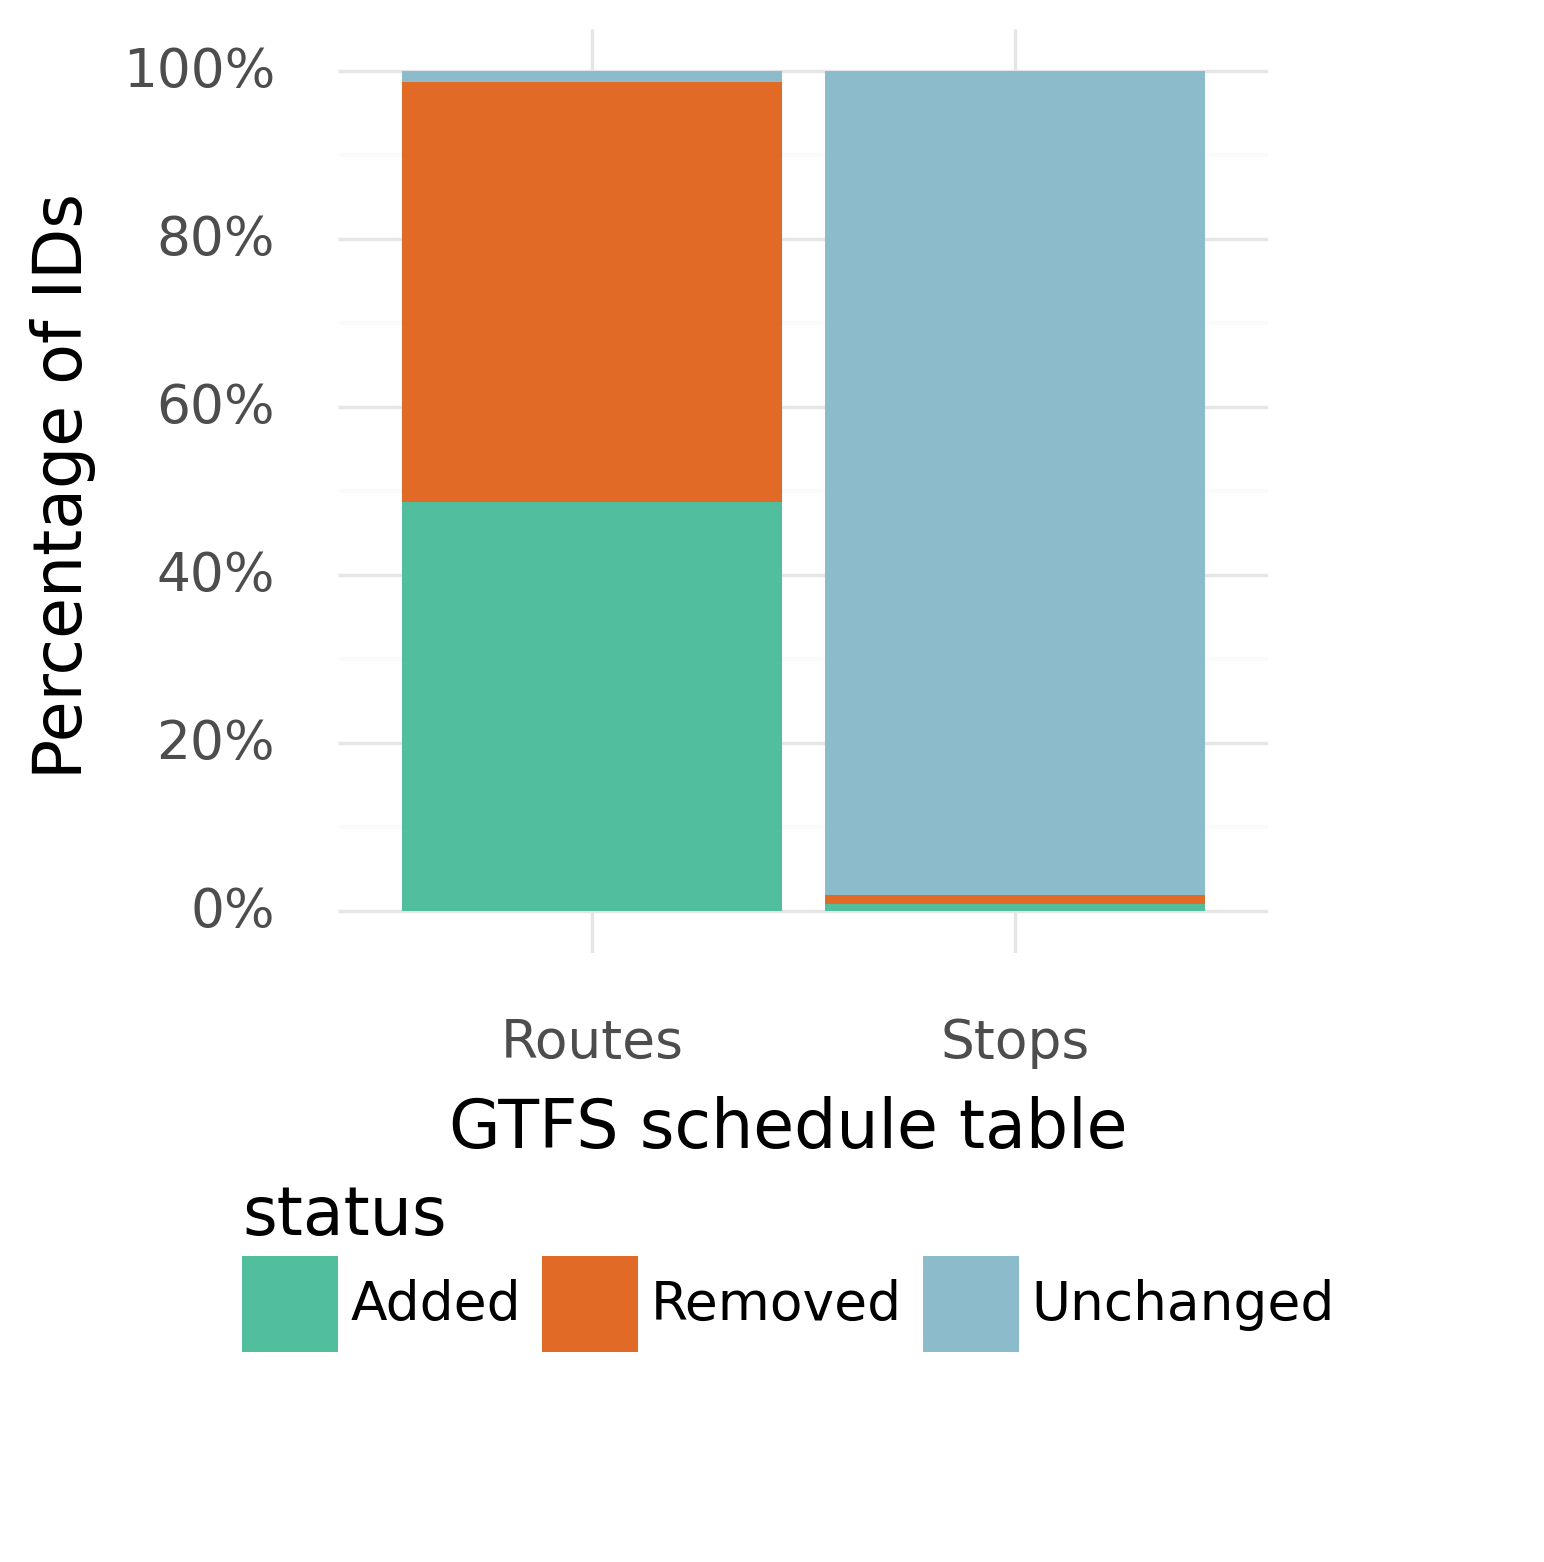 Percentage of IDs
100%
80%
60%
40%
20%
0%
Routes Stops
GTFS schedule table
status
Added Removed Unchanged